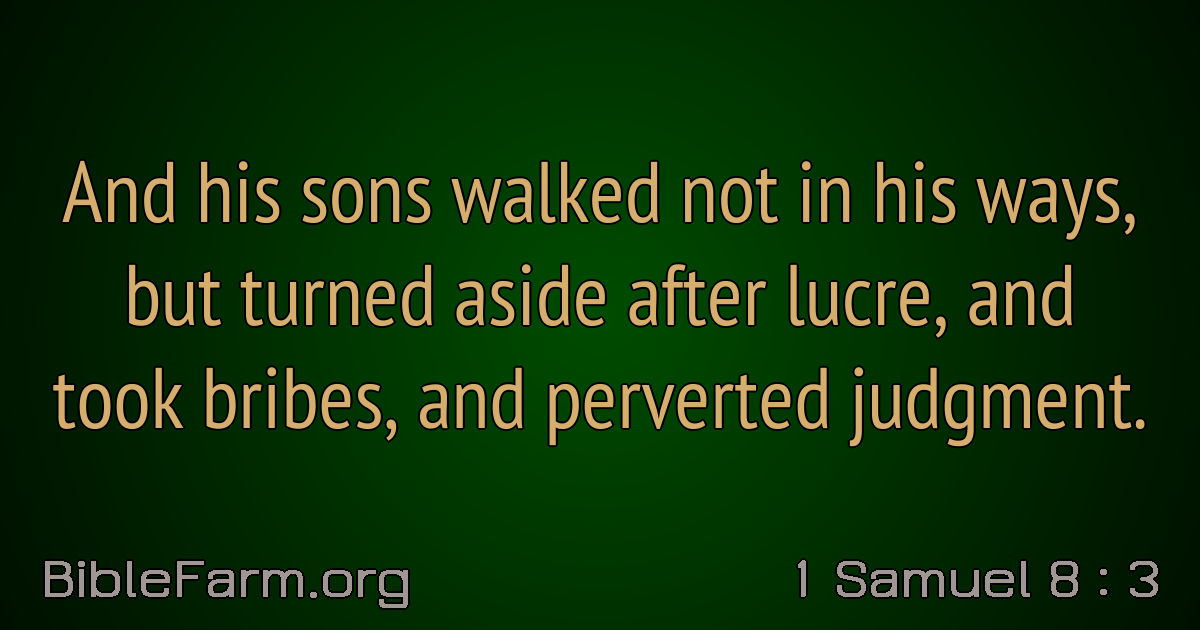 And his sons walked not in his ways,
but turned aside after lucre, and
took bribes, and perverted judgment.
BibleFarm.org
1 Samuel 8 : 3